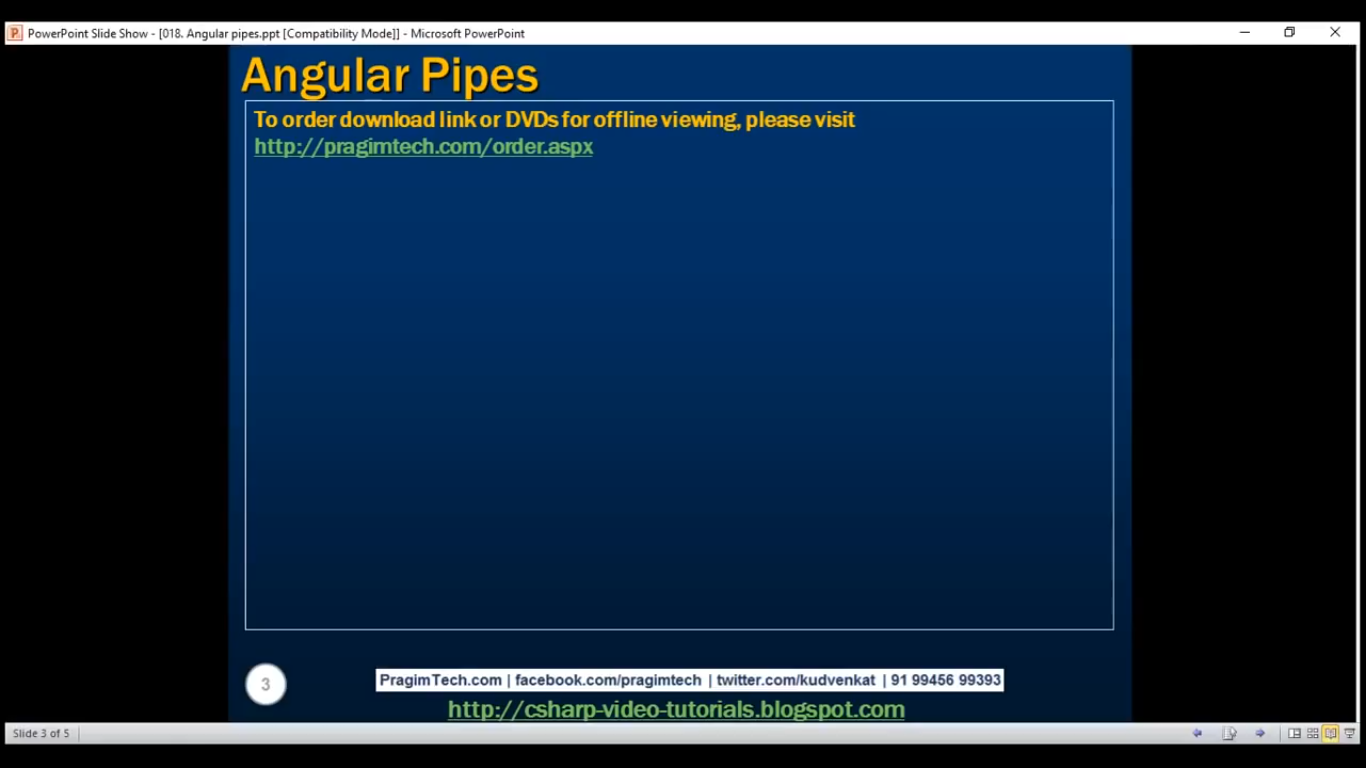 PowerPoint Slide Show - [018. Angular pipes.ppt [Compatibility Mode]] - Microsoft PowerPoint
Angular Pipes
To order download link or DVDs for offline viewing, please visit
http://pragimtech.com/order.aspx
3
PragimTech.com | facebook.com/pragimtech | twitter.com/kudvenkat | 91 99456 99393
http://csharp-video-tutorials.blogspot.com
Slide 3 of 5